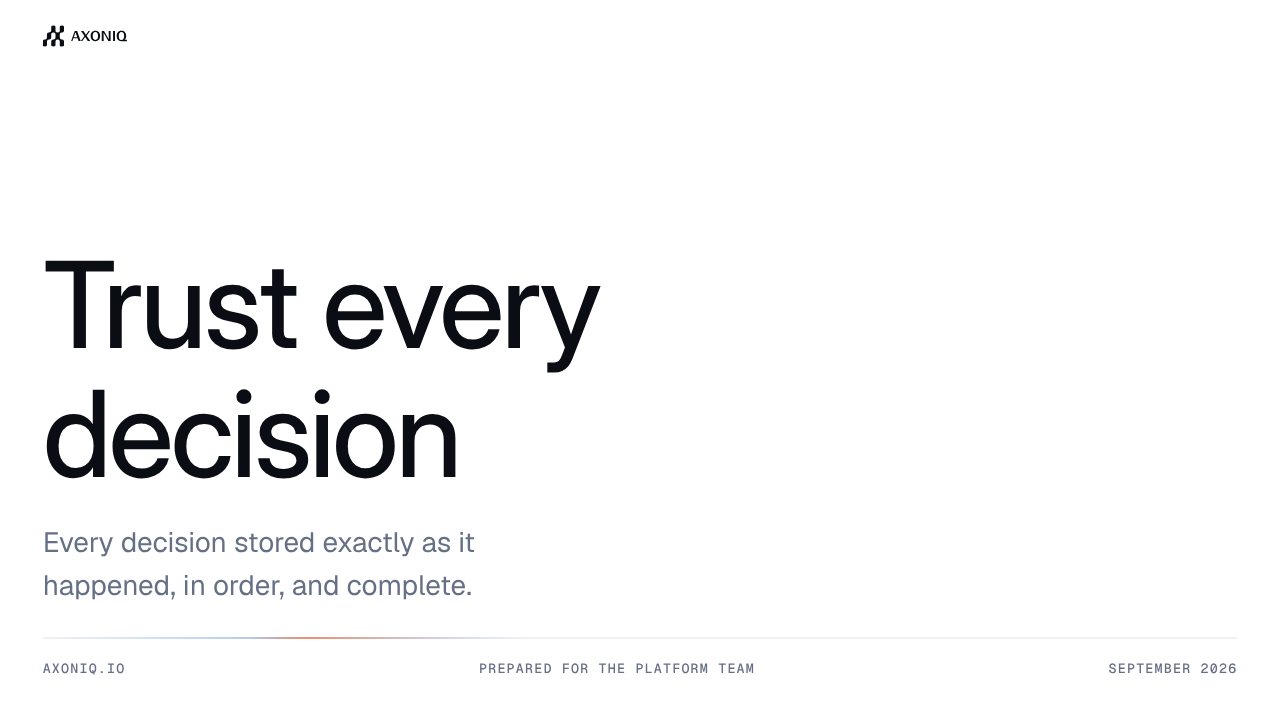 AXONIQ
Trust every
decision
Every decision stored exactly as it
happened, in order, and complete.
AXONIQ.IO
PREPARED FOR THE PLATFORM TEAM
SEPTEMBER 2026